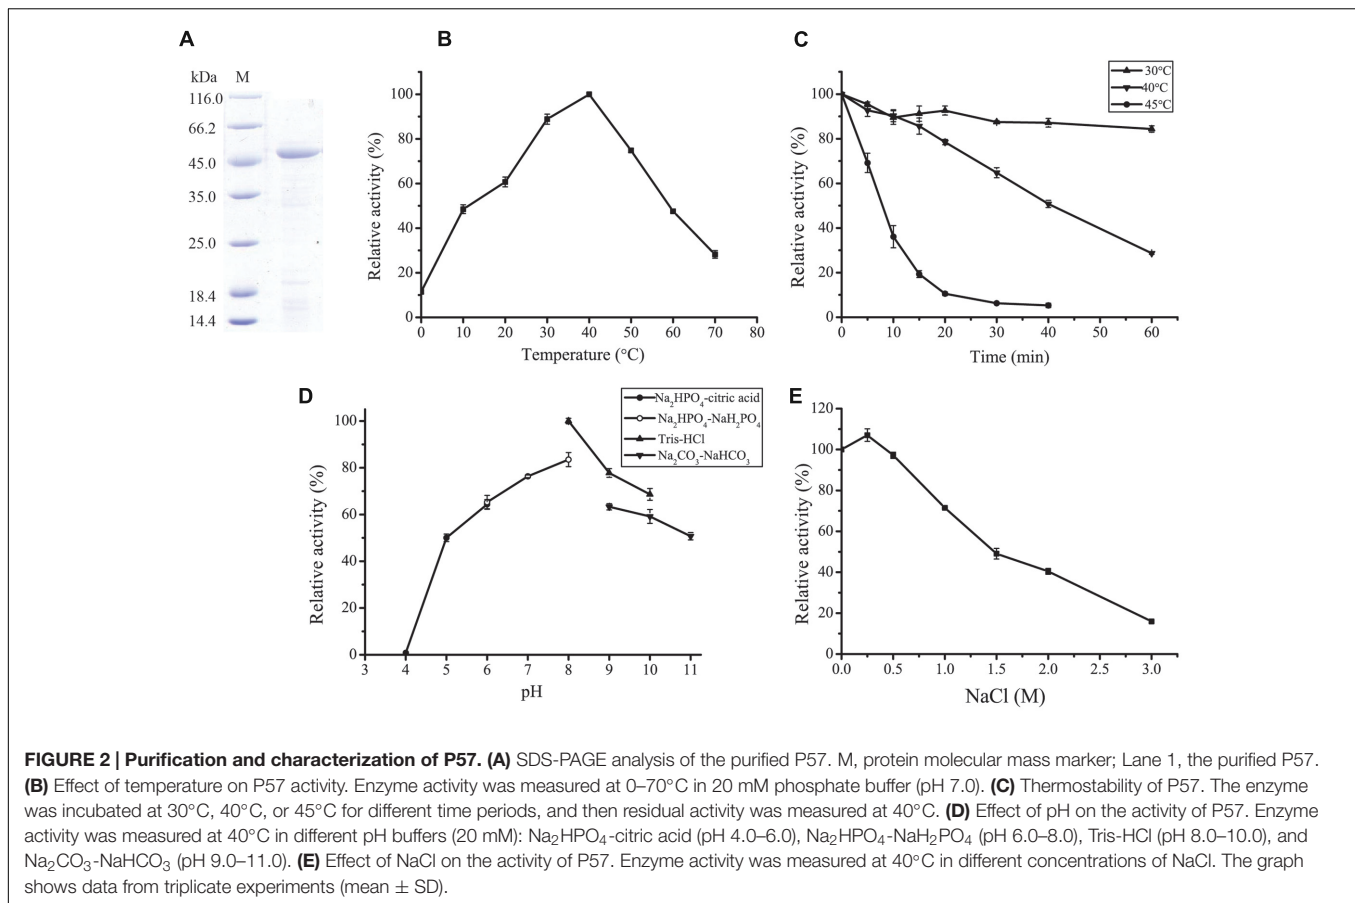 A
kDa M
116.0
66.2
45.0
35.0
25.0
18.4
14.4
B
Relative activity (%)
100
80
60
40
20
0
0 10 20 30 40 50 60 70 80
Temperature (°C)
C
30°C
40°C
45°C
Relative activity (%)
100
80
60
40
20
0
0 10 20 30 40 50 60
Time (min)
D
Na₂HPO₄-citric acid
Na₂HPO₄-NaH₂PO₄
Tris-HCl
Na₂CO₃-NaHCO₃
Relative activity (%)
100
80
60
40
20
0
3 4 5 6 7 8 9 10 11
pH
E
Relative activity (%)
120
100
80
60
40
20
0
0.0 0.5 1.0 1.5 2.0 2.5 3.0
NaCl (M)
FIGURE 2 | Purification and characterization of P57. (A) SDS-PAGE analysis of the purified P57. M, protein molecular mass marker; Lane 1, the purified P57.
(B) Effect of temperature on P57 activity. Enzyme activity was measured at 0–70°C in 20 mM phosphate buffer (pH 7.0). (C) Thermostability of P57. The enzyme
was incubated at 30°C, 40°C, or 45°C for different time periods, and then residual activity was measured at 40°C. (D) Effect of pH on the activity of P57. Enzyme
activity was measured at 40°C in different pH buffers (20 mM): Na₂HPO₄-citric acid (pH 4.0–6.0), Na₂HPO₄-NaH₂PO₄ (pH 6.0–8.0), Tris-HCl (pH 8.0–10.0), and
Na₂CO₃-NaHCO₃ (pH 9.0–11.0). (E) Effect of NaCl on the activity of P57. Enzyme activity was measured at 40°C in different concentrations of NaCl. The graph
shows data from triplicate experiments (mean ± SD).